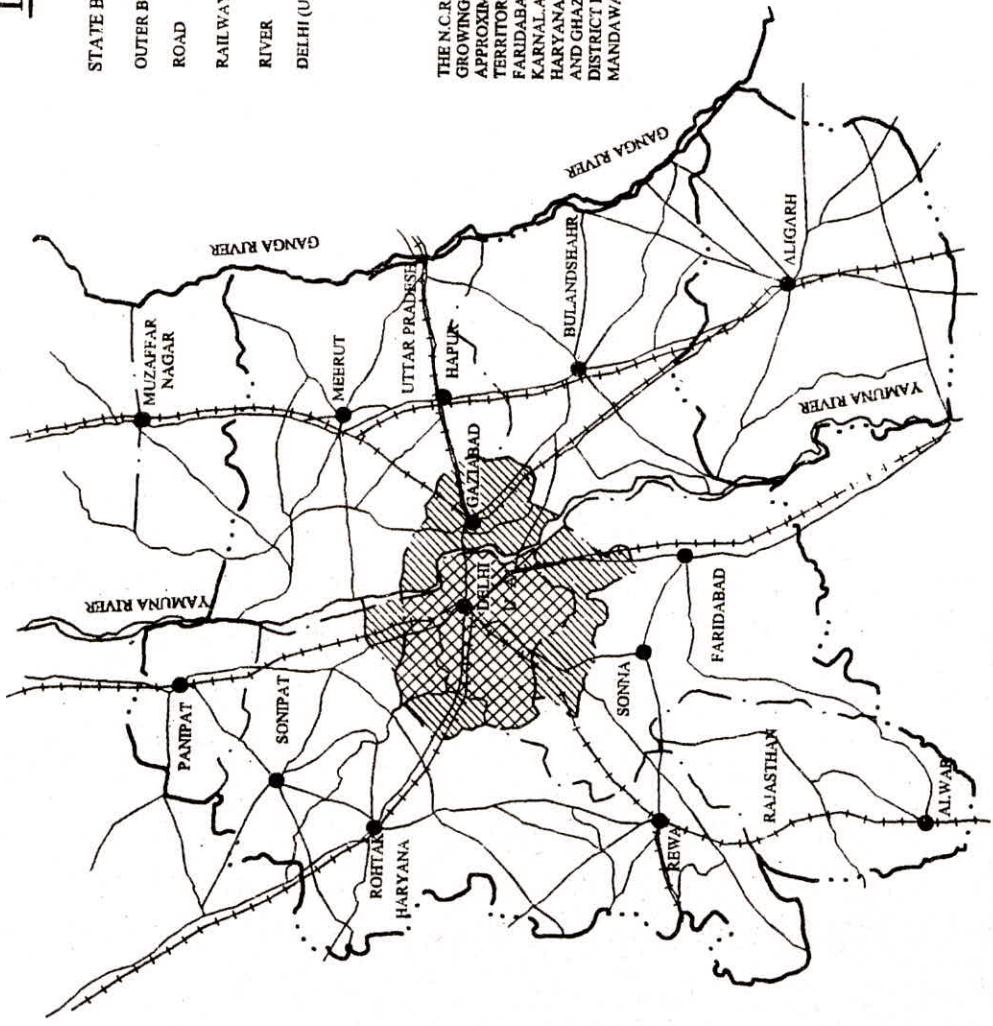 STATE B
OUTER B
ROAD
RAILWAY
RIVER
DELHI (U
THE N.C.R
GROWING
APPROXIM
TERRITOR
FARIDABA
KARNAL.A
HARYANA
AND GHAZ
DISTRICT I
MANDAWA
GANGA RIVER
GANGA RIVER
MUZAFFAR
NAGAR
MEERUT
UTTAR PRADESH
HAPUR
BULANDSHAHR
ALIGARH
YAMUNA RIVER
YAMUNA RIVER
GAZIABAD
DELHI
PANIPAT
SONIPAT
ROHTAK
HARYANA
SONNA
FARIDABAD
REWA
RAJASTHAN
ALWAR